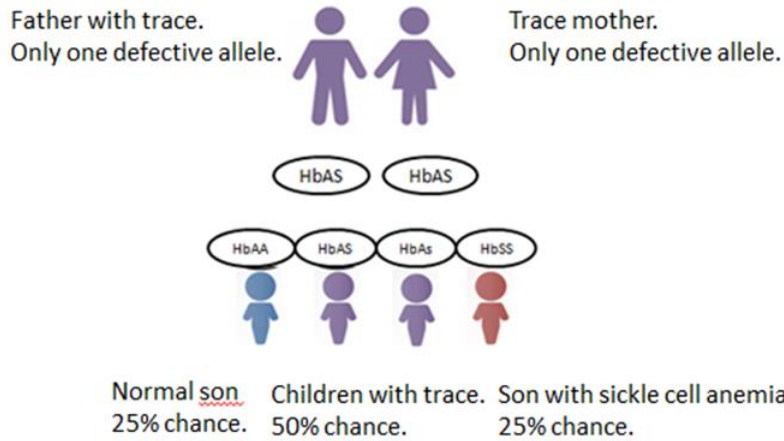 Father with trace.
Only one defective allele.
Trace mother.
Only one defective allele.
HbAS HbAS
HbAA HbAS HbAs HbSS
Normal son
25% chance.
Children with trace.
50% chance.
Son with sickle cell anemia
25% chance.